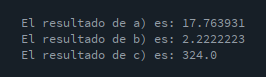 El resultado de a) es: 17.763931
El resultado de b) es: 2.2222223
El resultado de c) es: 324.0